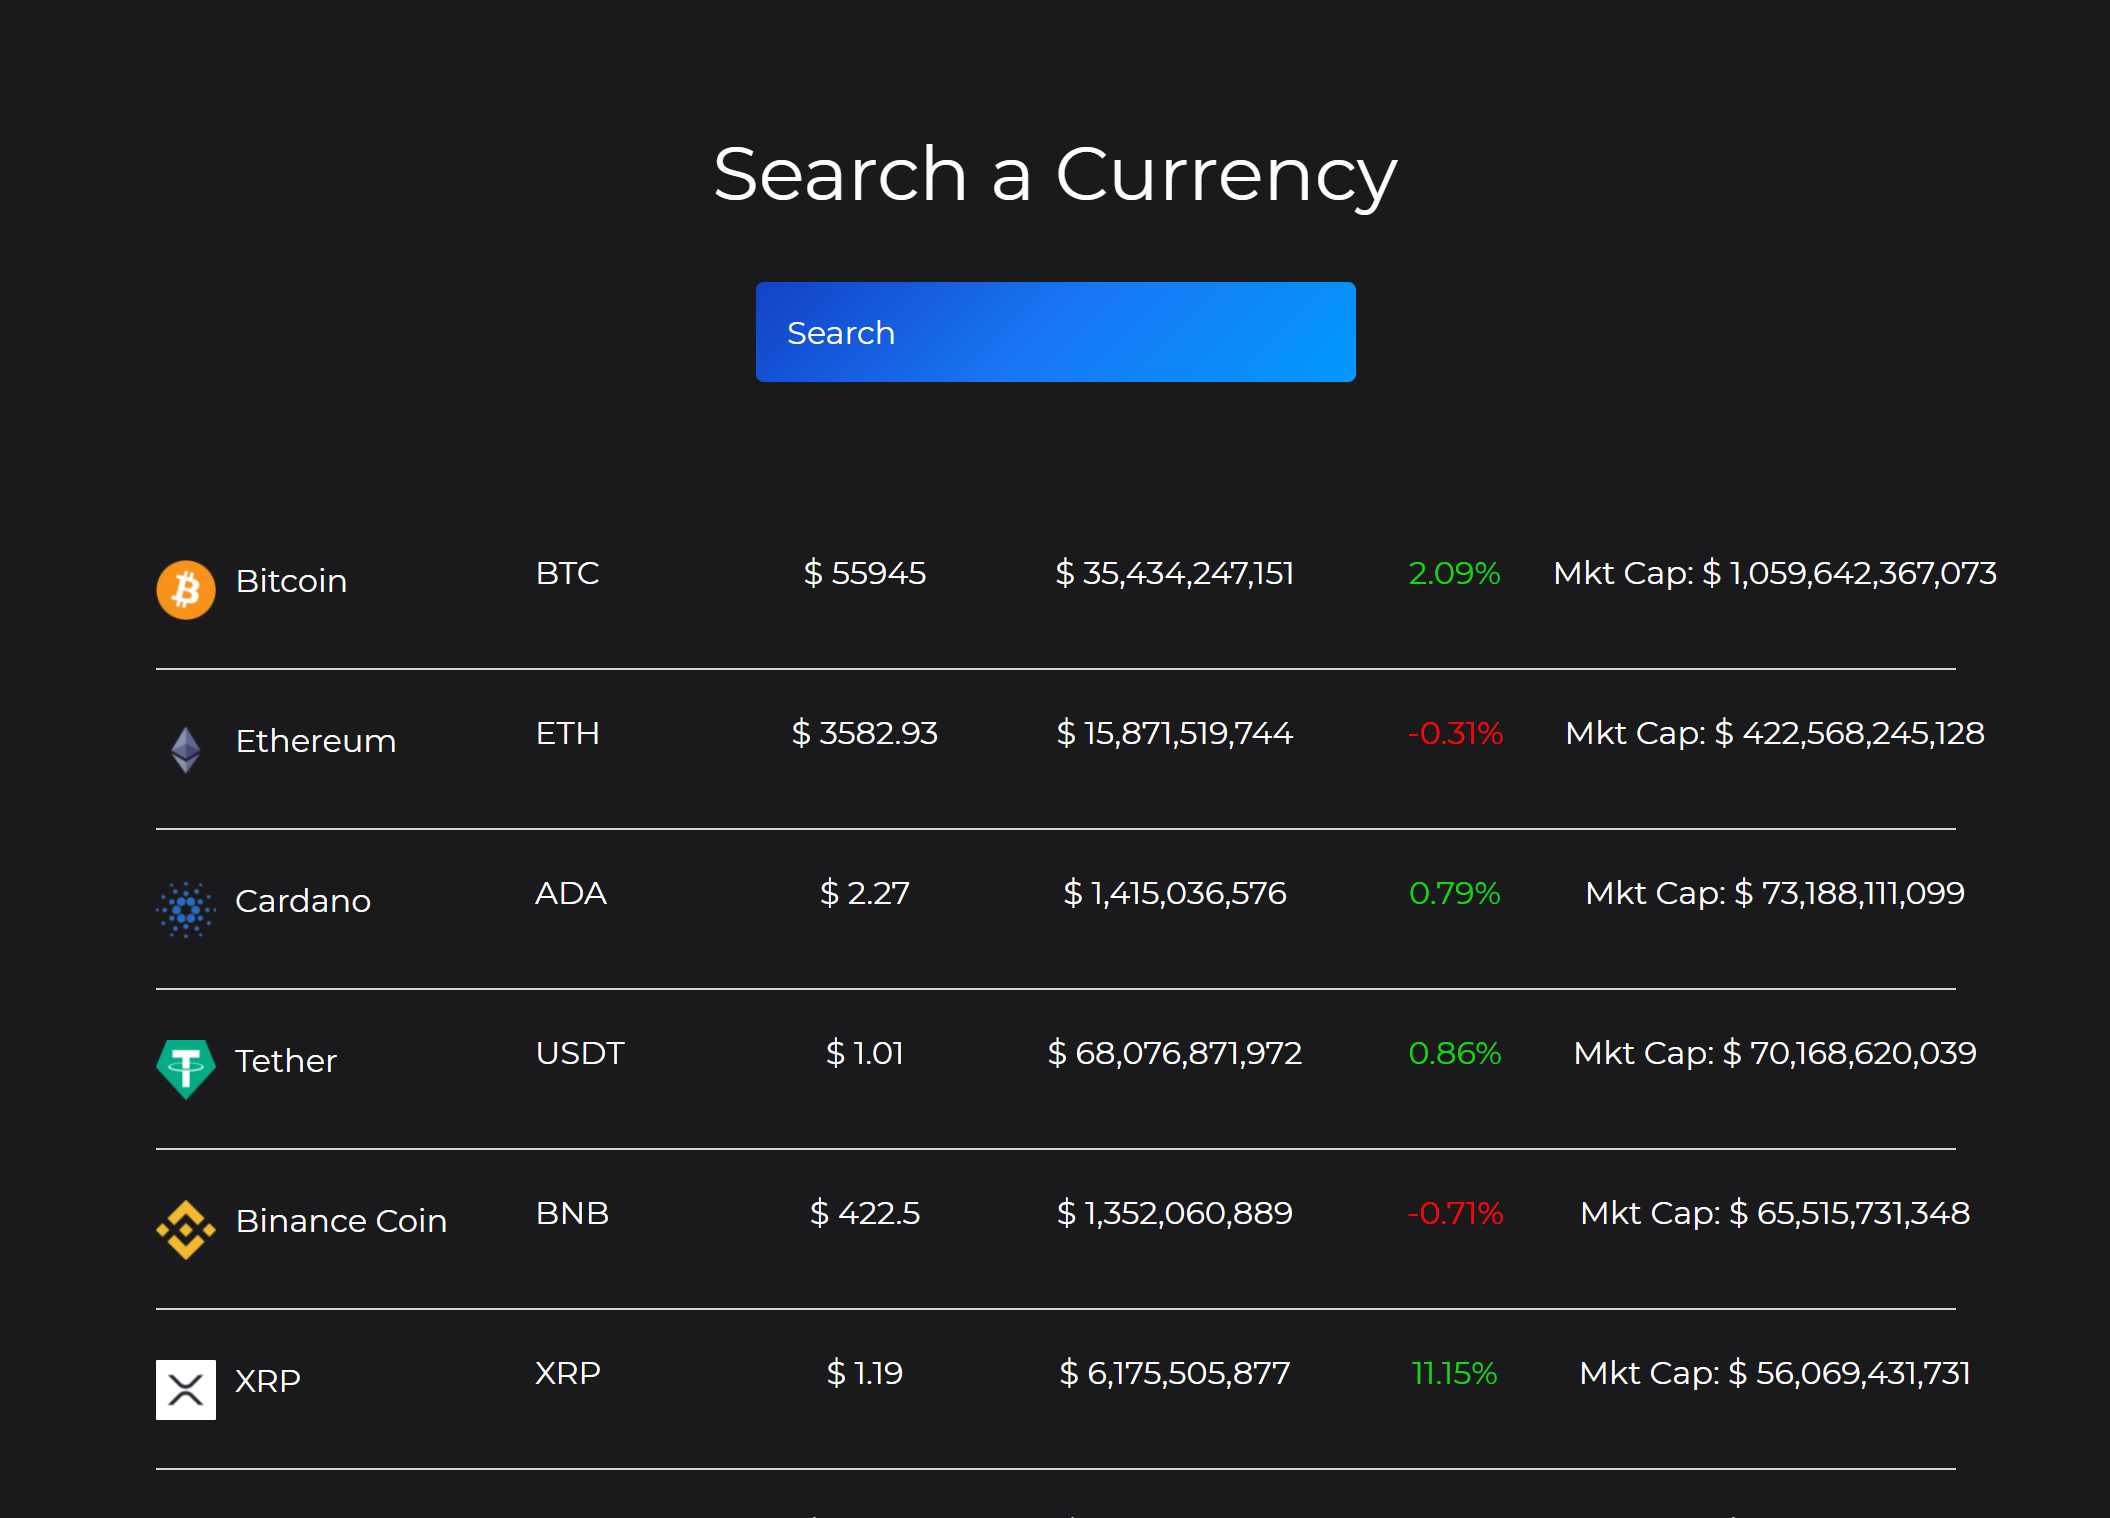 Search a Currency
Search
Bitcoin BTC $ 55945 $ 35,434,247,151 2.09% Mkt Cap: $ 1,059,642,367,073
Ethereum ETH $ 3582.93 $ 15,871,519,744 -0.31% Mkt Cap: $ 422,568,245,128
Cardano ADA $ 2.27 $ 1,415,036,576 0.79% Mkt Cap: $ 73,188,111,099
Tether USDT $ 1.01 $ 68,076,871,972 0.86% Mkt Cap: $ 70,168,620,039
Binance Coin BNB $ 422.5 $ 1,352,060,889 -0.71% Mkt Cap: $ 65,515,731,348
XRP XRP $ 1.19 $ 6,175,505,877 11.15% Mkt Cap: $ 56,069,431,731